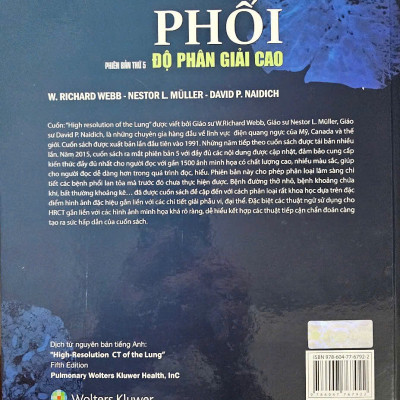 PHỔI
PHIÊN BẢN THỨ 5 ĐỘ PHÂN GIẢI CAO
W. RICHARD WEBB - NESTOR L. MÜLLER - DAVID P. NAIDICH
Cuốn: "High resolution of the Lung" được viết bởi Giáo sư W.Richard Webb, Giáo sư Nestor L. Müller, Giáo
sư David P. Naidich, là những chuyên gia hàng đầu về lĩnh vực điện quang ngực của Mỹ, Canada và thế
giới. Cuốn sách được xuất bản lần đầu tiên vào 1991. Những năm tiếp theo cuốn sách được tái bản nhiều
lần. Năm 2015, cuốn sách ra mắt phiên bản 5 với đầy đủ các nội dung được cập nhật, đảm bảo cung cấp
kiến thức đầy đủ nhất cho người đọc với gần 1500 ảnh minh họa có chất lượng cao, nhiều màu sắc, giúp
cho người đọc dễ dàng hơn trong quá trình đọc, hiểu. Phiên bản này cho phép phân loại làm sàng chi
tiết các bệnh phổi lan tỏa mà trước đó chưa thực hiện được. Bệnh đường thở nhỏ, bệnh khoảng chứa
khí, bất thường khoảng kẽ... đã được cuốn sách đề cập đến với cách phân loại rất khoa học dựa trên đặc
điểm hình ảnh đặc hiệu gắn liền với các chi tiết giải phẫu vi, đại thể. Đặc biệt các thuật ngữ sử dụng cho
HRCT gắn liền với các hình ảnh minh họa khá rõ ràng, dễ hiểu kết hợp các thuật tiếp cận chẩn đoán càng
tạo ra sức hấp dẫn của cuốn sách.
Dịch từ nguyên bản tiếng Anh:
"High-Resolution CT of the Lung"
Fifth Edition
Pulmonary Wolters Kluwer Health, InC
Wolters Kluwer
ISBN 978-604-77-6792-2